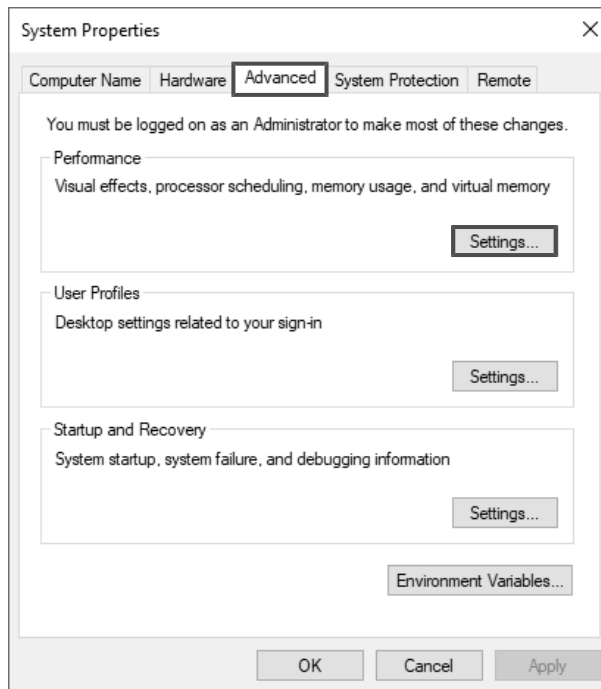 System Properties
Computer Name Hardware Advanced System Protection Remote
You must be logged on as an Administrator to make most of these changes.
Performance
Visual effects, processor scheduling, memory usage, and virtual memory
Settings...
User Profiles
Desktop settings related to your sign-in
Settings...
Startup and Recovery
System startup, system failure, and debugging information
Settings...
Environment Variables...
OK Cancel Apply